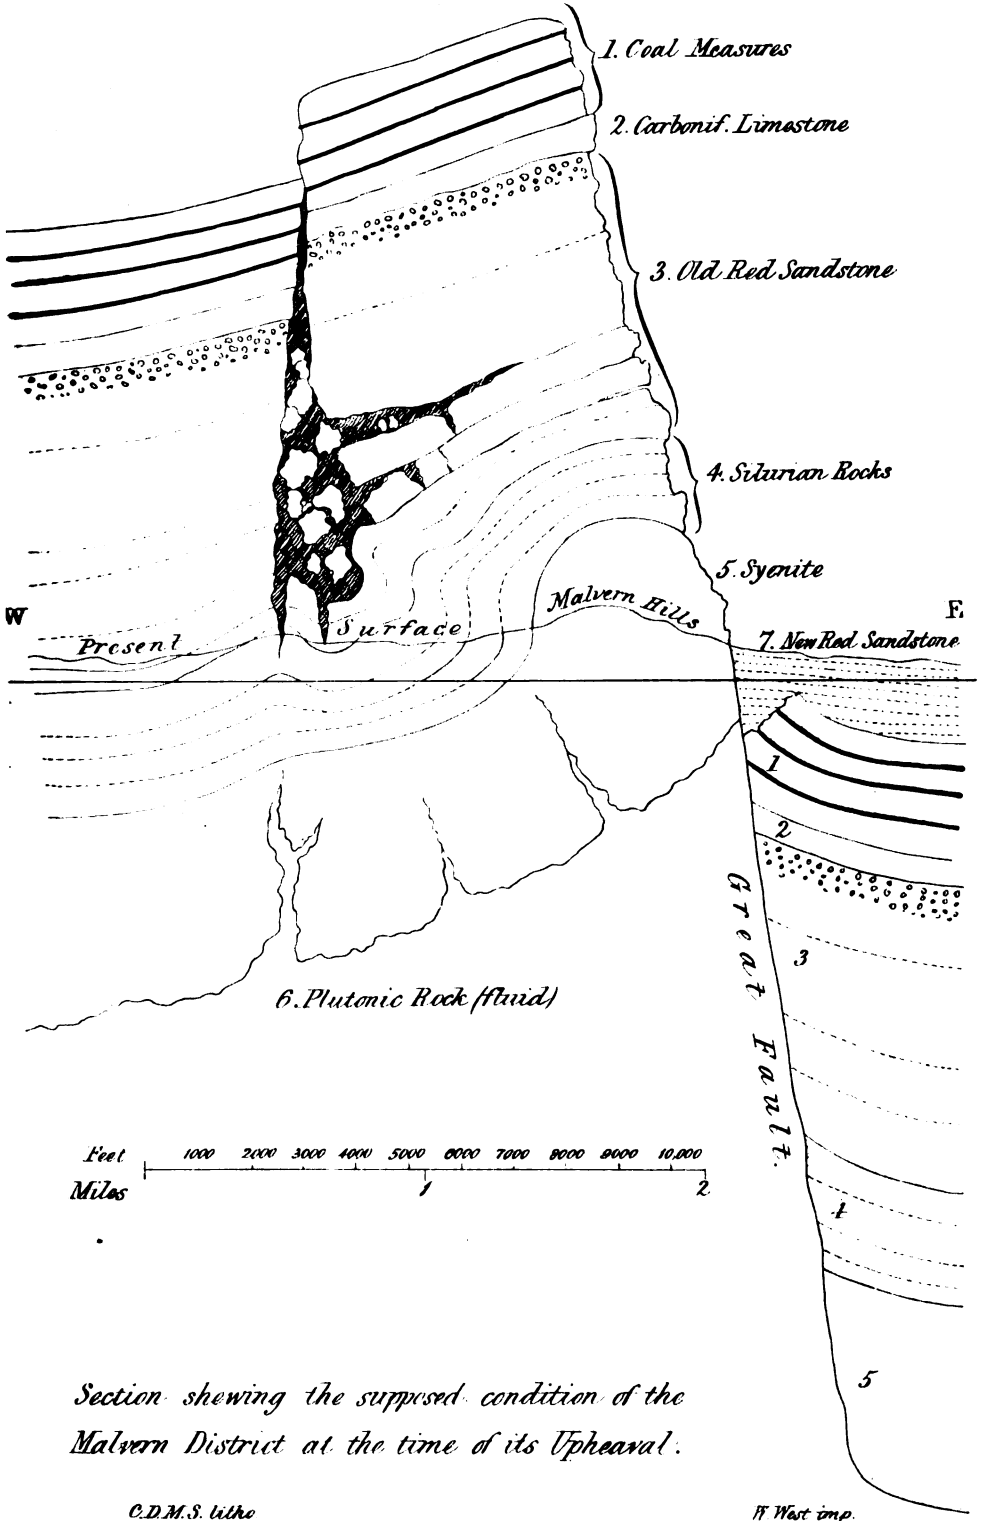 1. Coal Measures
2. Carbonif. Limestone
3. Old Red Sandstone
4. Silurian Rocks
5. Syenite
Malvern Hills
W
E
Present Surface
7. New Red Sandstone
1
2
Great Fault.
3
6. Plutonic Rock (fluid)
Feet 1000 2000 3000 4000 5000 6000 7000 8000 9000 10,000
Miles 1 2
4
5
Section shewing the supposed condition of the
Malvern District at the time of its Upheaval.
C.D.M.S. litho
W West imp.